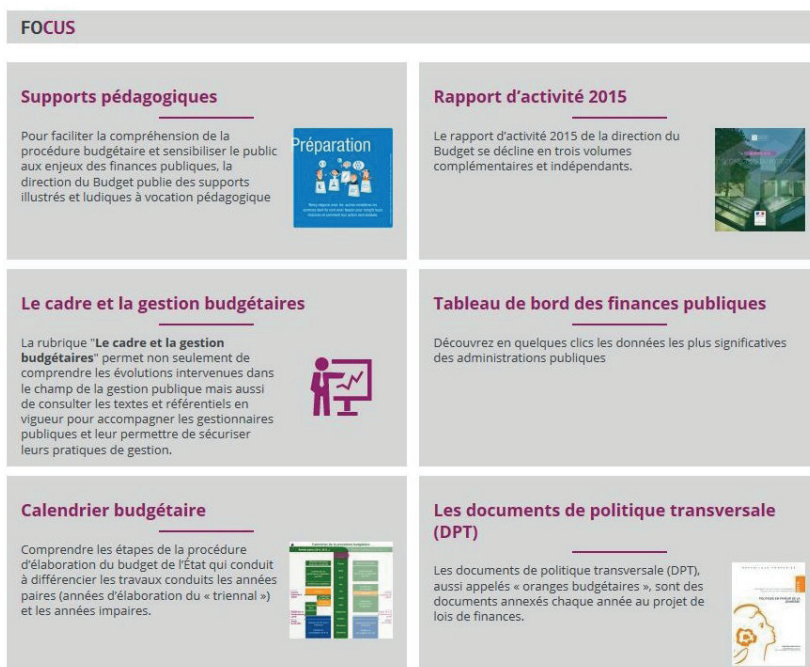 FOCUS
Supports pédagogiques
Pour faciliter la compréhension de la
procédure budgétaire et sensibiliser le public
aux enjeux des finances publiques, la
direction du Budget publie des supports
illustrés et ludiques à vocation pédagogique
Préparation
Rapport d'activité 2015
Le rapport d'activité 2015 de la direction du
Budget se décline en trois volumes
complémentaires et indépendants.
Le cadre et la gestion budgétaires
La rubrique "Le cadre et la gestion
budgétaires" permet non seulement de
comprendre les évolutions intervenues dans
le champ de la gestion publique mais aussi
de consulter les textes et référentiels en
vigueur pour accompagner les gestionnaires
publiques et leur permettre de sécuriser
leurs pratiques de gestion.
Tableau de bord des finances publiques
Découvrez en quelques clics les données les plus significatives
des administrations publiques
Calendrier budgétaire
Comprendre les étapes de la procédure
d'élaboration du budget de l'État qui conduit
à différencier les travaux conduits les années
paires (années d'élaboration du « triennal »)
et les années impaires.
Les documents de politique transversale
(DPT)
Les documents de politique transversale (DPT),
aussi appelés « oranges budgétaires », sont des
documents annexés chaque année au projet de
lois de finances.